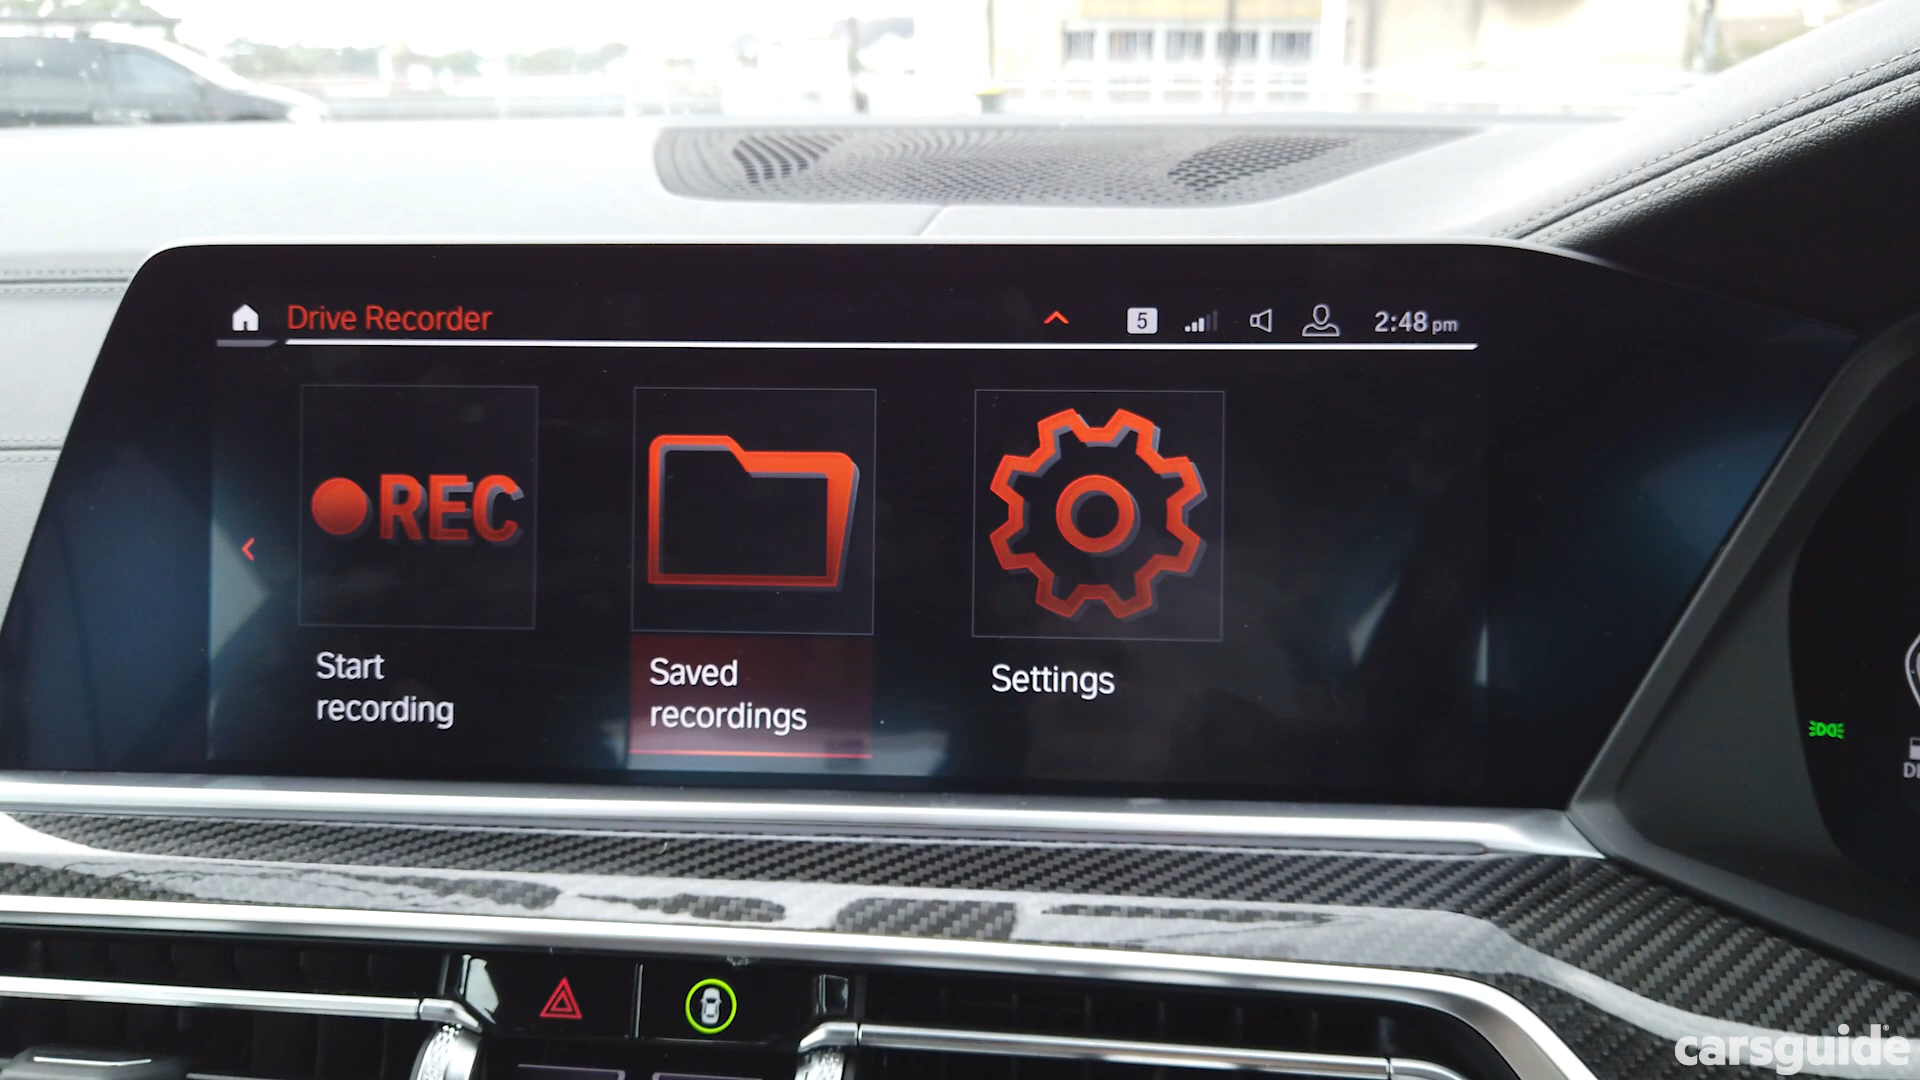 Drive Recorder
5
2:48 pm
REC
Start
recording
Saved
recordings
Settings
carsguide